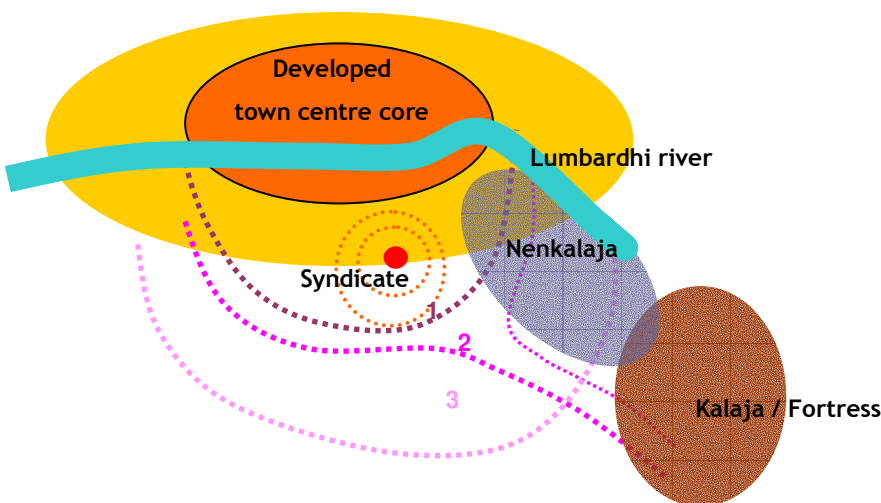 Developed
town centre core
Lumbardhi river
Nenkalaja
Syndicate
1
2
3
Kalaja / Fortress